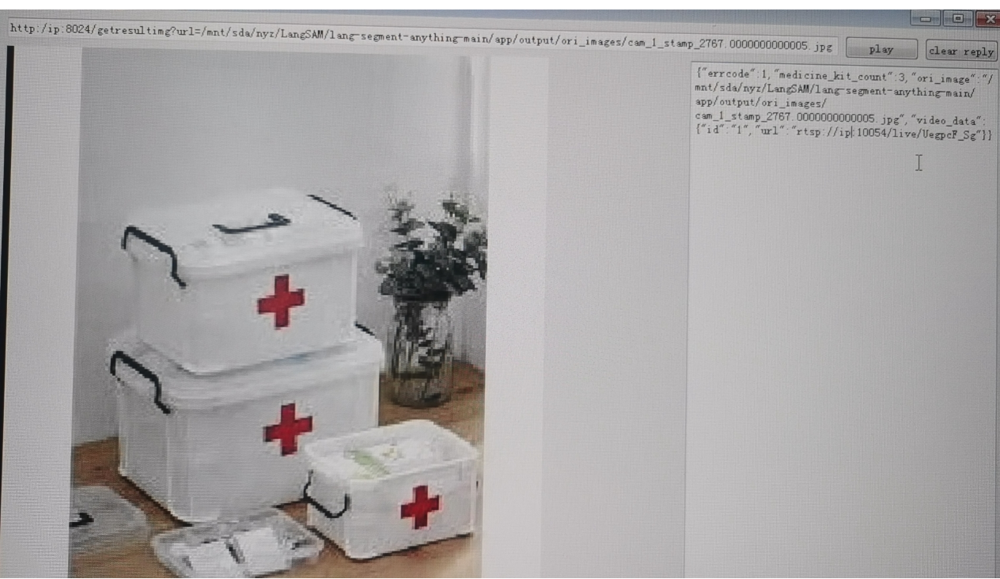 http:/ip:8024/getresultimg?url=/mnt/sda/nyz/LangSAM/lang-segment-anything-main/app/output/ori_images/cam_1_stamp_2767.0000000000005.jpg
play
clear reply
{"errcode":1,"medicine_kit_count":3,"ori_image":"/
mnt/sda/nyz/LangSAM/lang-segment-anything-main/
app/output/ori_images/
cam_1_stamp_2767.0000000000005.jpg","video_data":
{"id":"1","url":"rtsp://ip:10054/live/UegpcF_Sg"}}